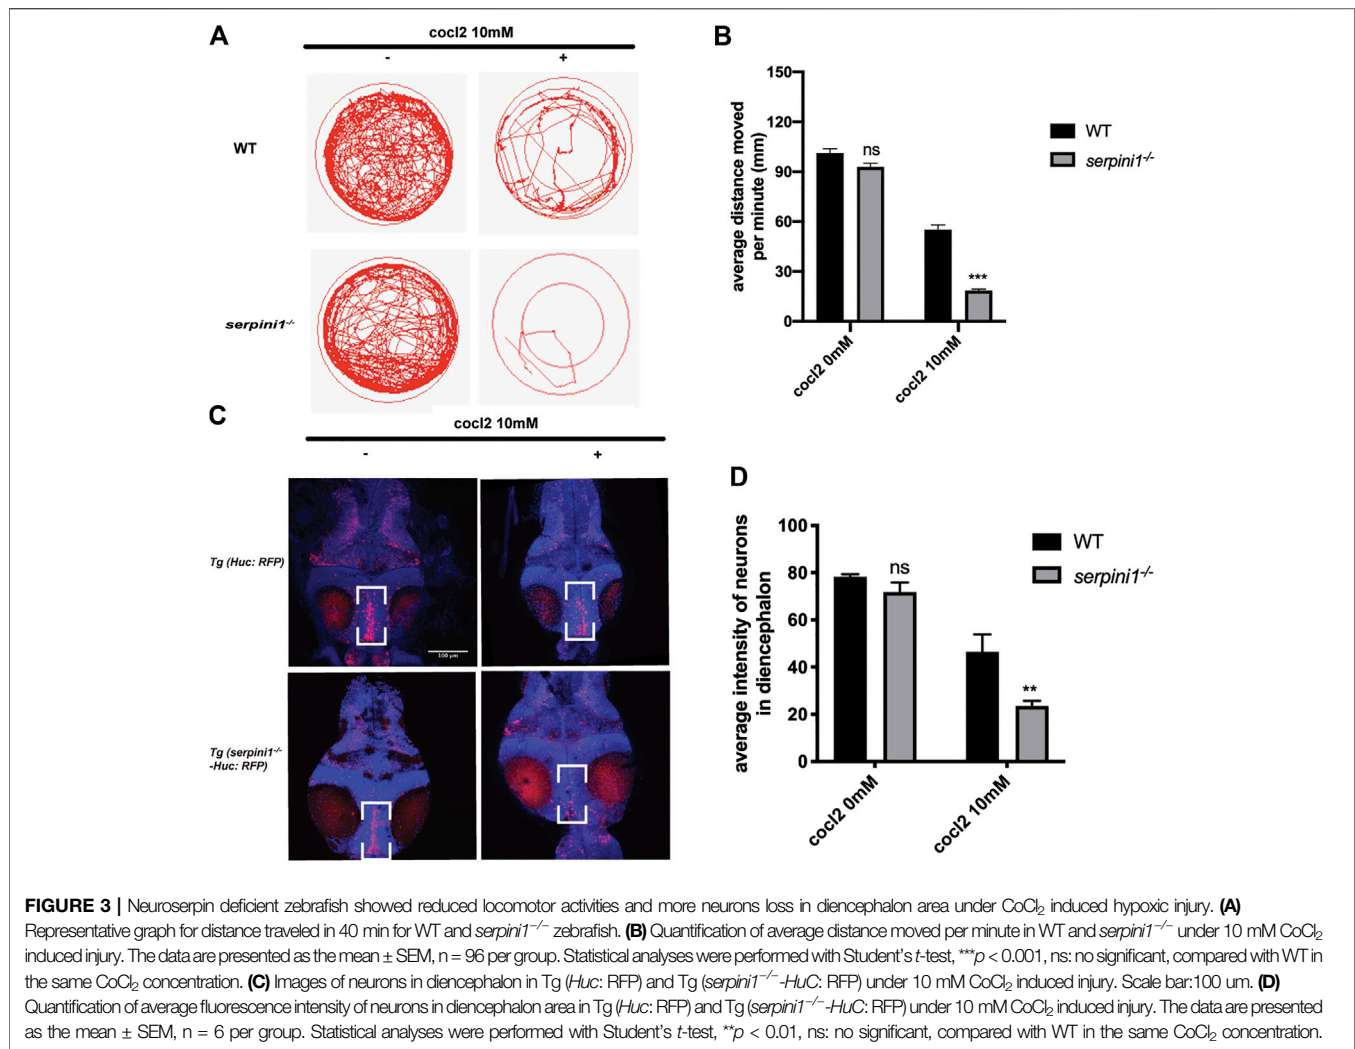 A
cocl2 10mM
-
+
WT
serpini1-/-
B
average distance moved
per minute (mm)
150
120
90
60
30
0
ns
***
cocl2 0mM
cocl2 10mM
WT
serpini1-/-
C
cocl2 10mM
-
+
Tg (Huc: RFP)
100 μm
Tg (serpini1-/-
-Huc: RFP)
D
average intensity of neurons
in diencephalon
100
80
60
40
20
0
ns
**
cocl2 0mM
cocl2 10mM
WT
serpini1-/-
FIGURE 3 | Neuroserpin deficient zebrafish showed reduced locomotor activities and more neurons loss in diencephalon area under CoCl2 induced hypoxic injury. (A)
Representative graph for distance traveled in 40 min for WT and serpini1−/− zebrafish. (B) Quantification of average distance moved per minute in WT and serpini1−/− under 10 mM CoCl2
induced injury. The data are presented as the mean ± SEM, n = 96 per group. Statistical analyses were performed with Student's t-test, ***p < 0.001, ns: no significant, compared with WT in
the same CoCl2 concentration. (C) Images of neurons in diencephalon in Tg (Huc: RFP) and Tg (serpini1−/−-HuC: RFP) under 10 mM CoCl2 induced injury. Scale bar:100 um. (D)
Quantification of average fluorescence intensity of neurons in diencephalon area in Tg (Huc: RFP) and Tg (serpini1−/−-HuC: RFP) under 10 mM CoCl2 induced injury. The data are presented
as the mean ± SEM, n = 6 per group. Statistical analyses were performed with Student's t-test, **p < 0.01, ns: no significant, compared with WT in the same CoCl2 concentration.